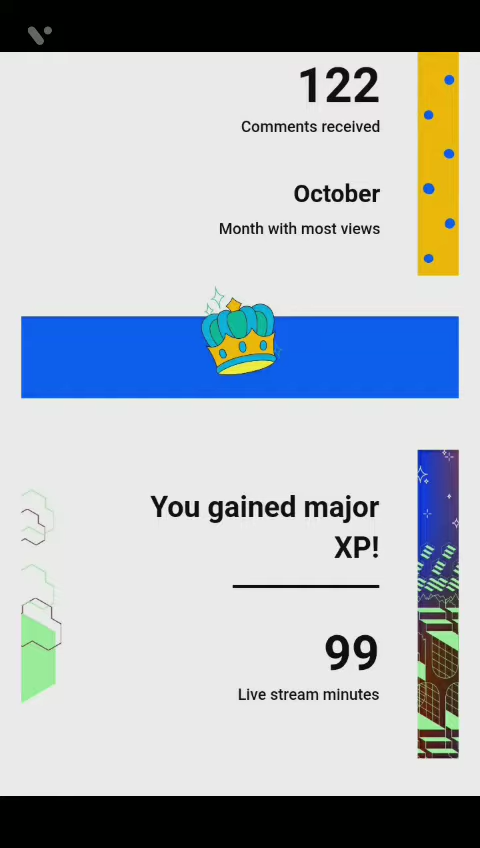 122
Comments received
October
Month with most views
You gained major
XP!
99
Live stream minutes